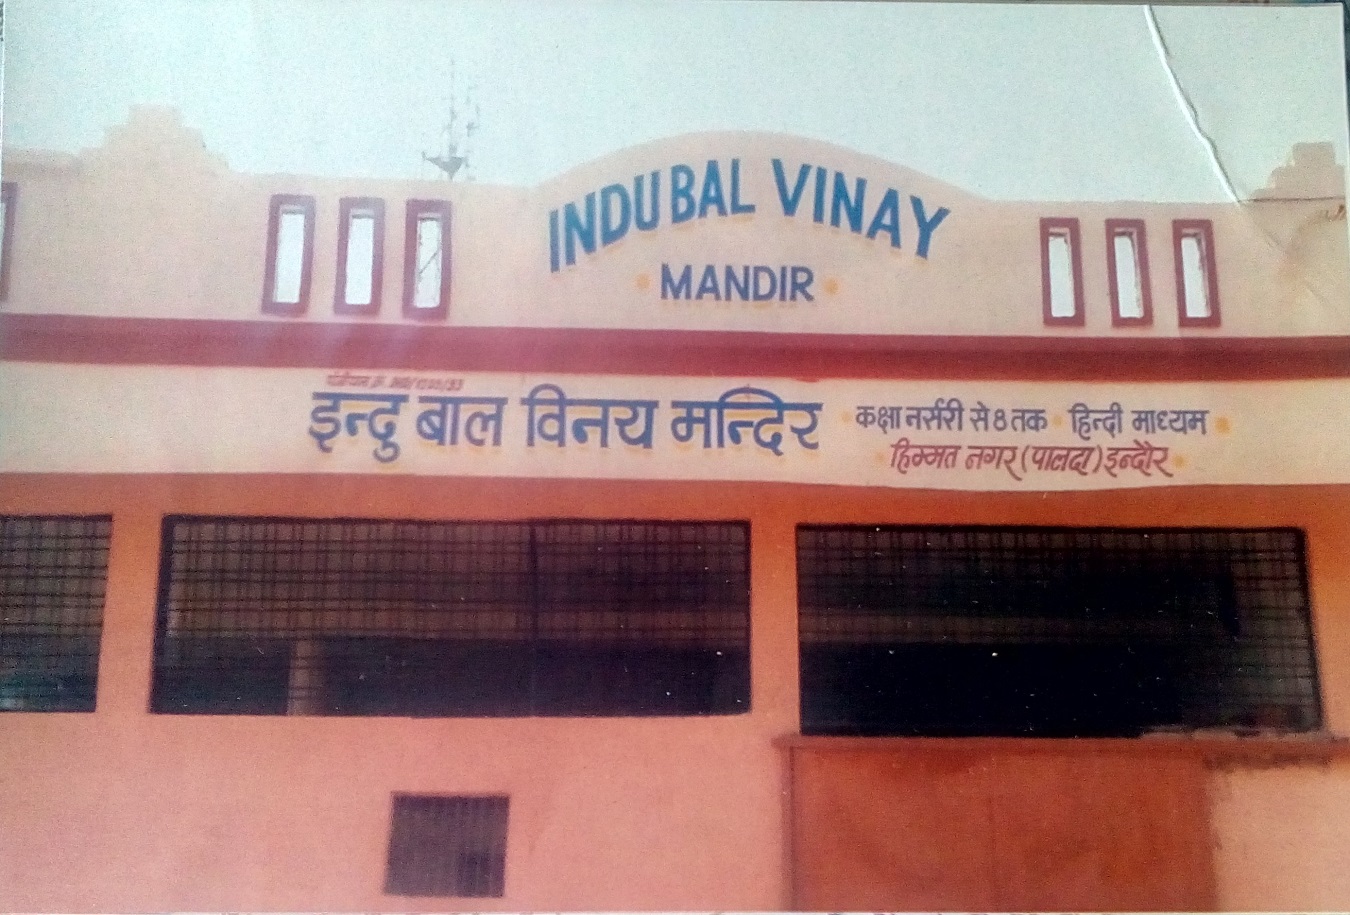 INDU BAL VINAY
MANDIR
इन्दु बाल विनय मन्दिर
कक्षा नर्सरी से 8 तक • हिन्दी माध्यम
हिम्मत नगर (पालदा) इन्दौर